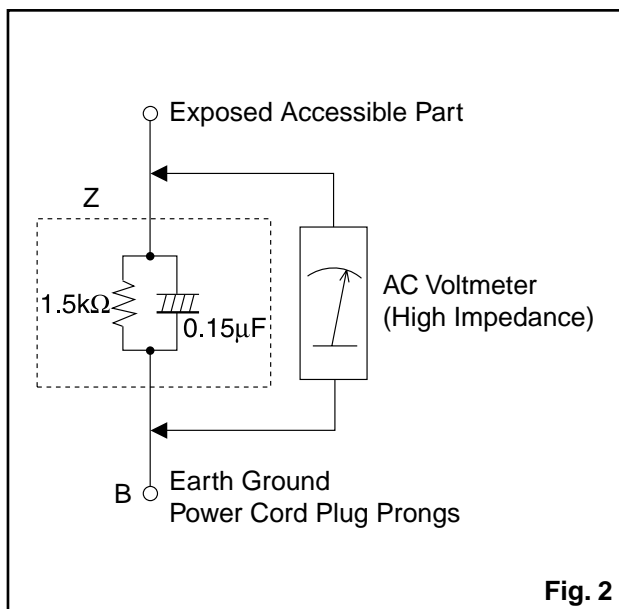 Exposed Accessible Part
Z
1.5kΩ
0.15μF
AC Voltmeter
(High Impedance)
B
Earth Ground
Power Cord Plug Prongs
Fig. 2